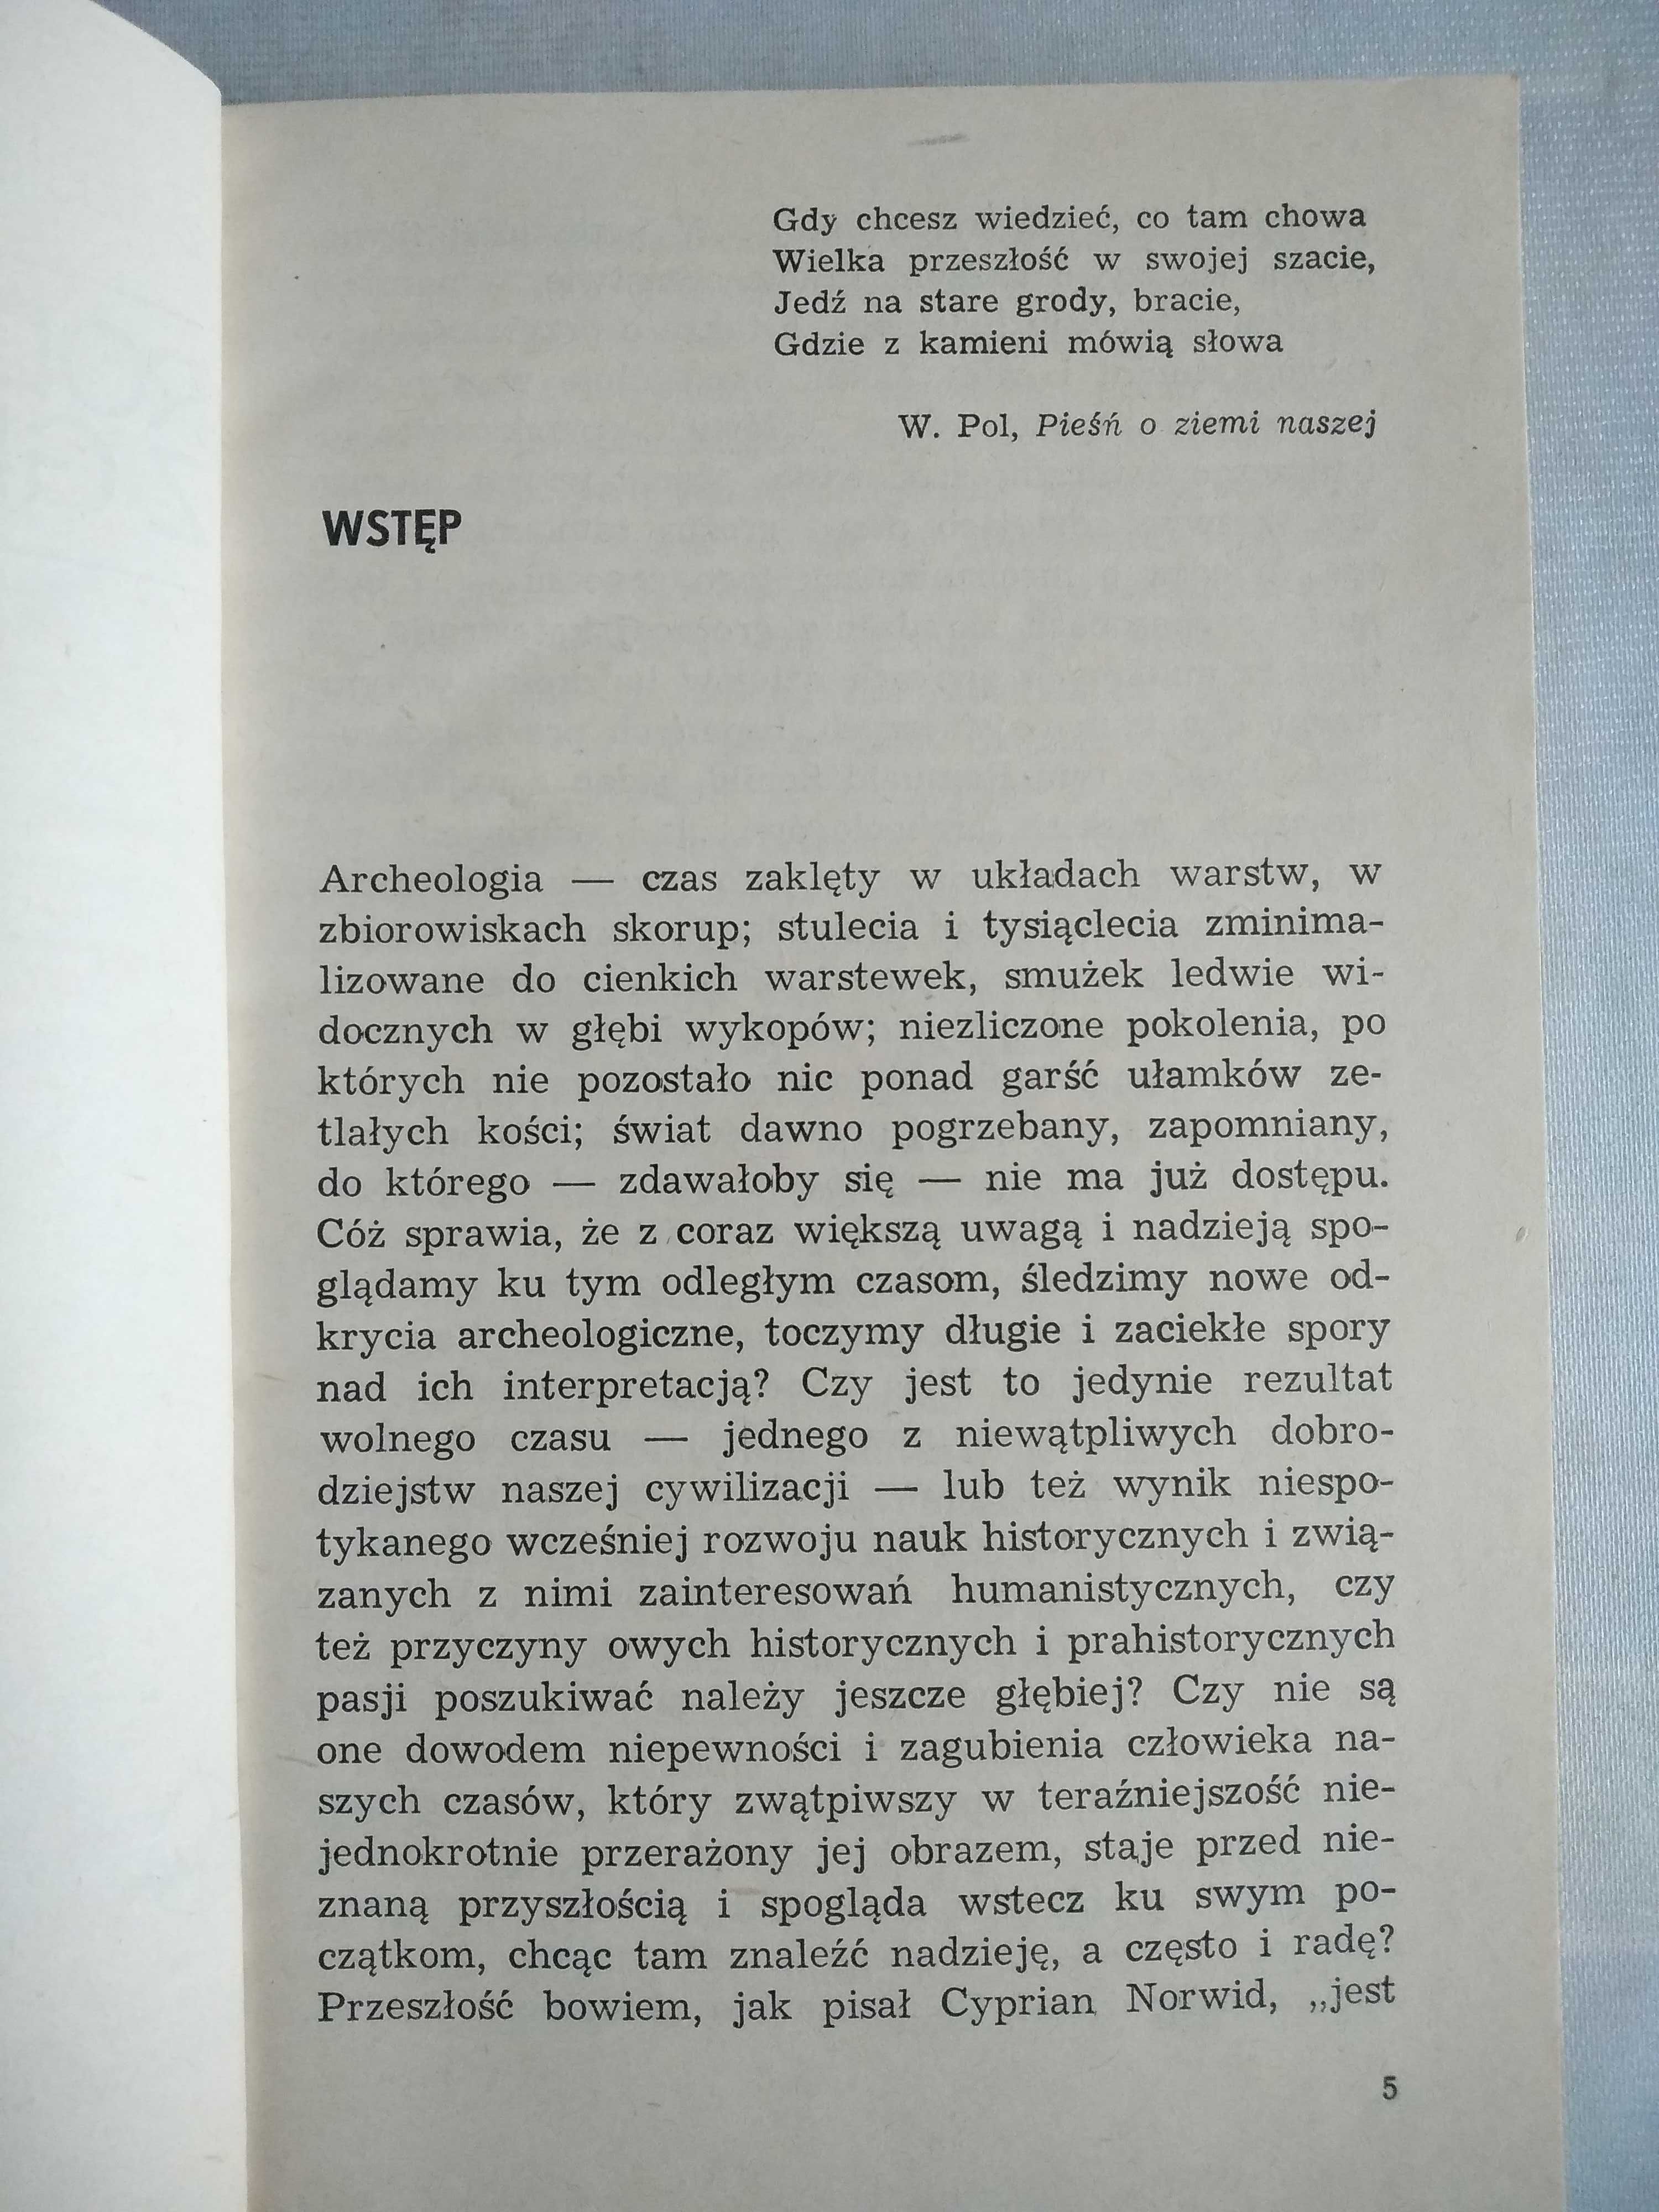 Gdy chcesz wiedzieć, co tam chowa
Wielka przeszłość w swojej szacie,
Jedź na stare grody, bracie,
Gdzie z kamieni mówią słowa
W. Pol, Pieśń o ziemi naszej
WSTĘP
Archeologia — czas zaklęty w układach warstw, w
zbiorowiskach skorup; stulecia i tysiąclecia zminima-
lizowane do cienkich warstewek, smużek ledwie wi-
docznych w głębi wykopów; niezliczone pokolenia, po
których nie pozostało nic ponad garść ułamków ze-
tlałych kości; świat dawno pogrzebany, zapomniany,
do którego — zdawałoby się — nie ma już dostępu.
Cóż sprawia, że z coraz większą uwagą i nadzieją spo-
glądamy ku tym odległym czasom, śledzimy nowe od-
krycia archeologiczne, toczymy długie i zaciekłe spory
nad ich interpretacją? Czy jest to jedynie rezultat
wolnego czasu — jednego z niewątpliwych dobro-
dziejstw naszej cywilizacji — lub też wynik niespo-
tykanego wcześniej rozwoju nauk historycznych i zwią-
zanych z nimi zainteresowań humanistycznych, czy
też przyczyny owych historycznych i prahistorycznych
pasji poszukiwać należy jeszcze głębiej? Czy nie są
one dowodem niepewności i zagubienia człowieka na-
szych czasów, który zwątpiwszy w teraźniejszość nie-
jednokrotnie przerażony jej obrazem, staje przed nie-
znaną przyszłością i spogląda wstecz ku swym po-
czątkom, chcąc tam znaleźć nadzieję, a często i radę?
Przeszłość bowiem, jak pisał Cyprian Norwid, „jest
5